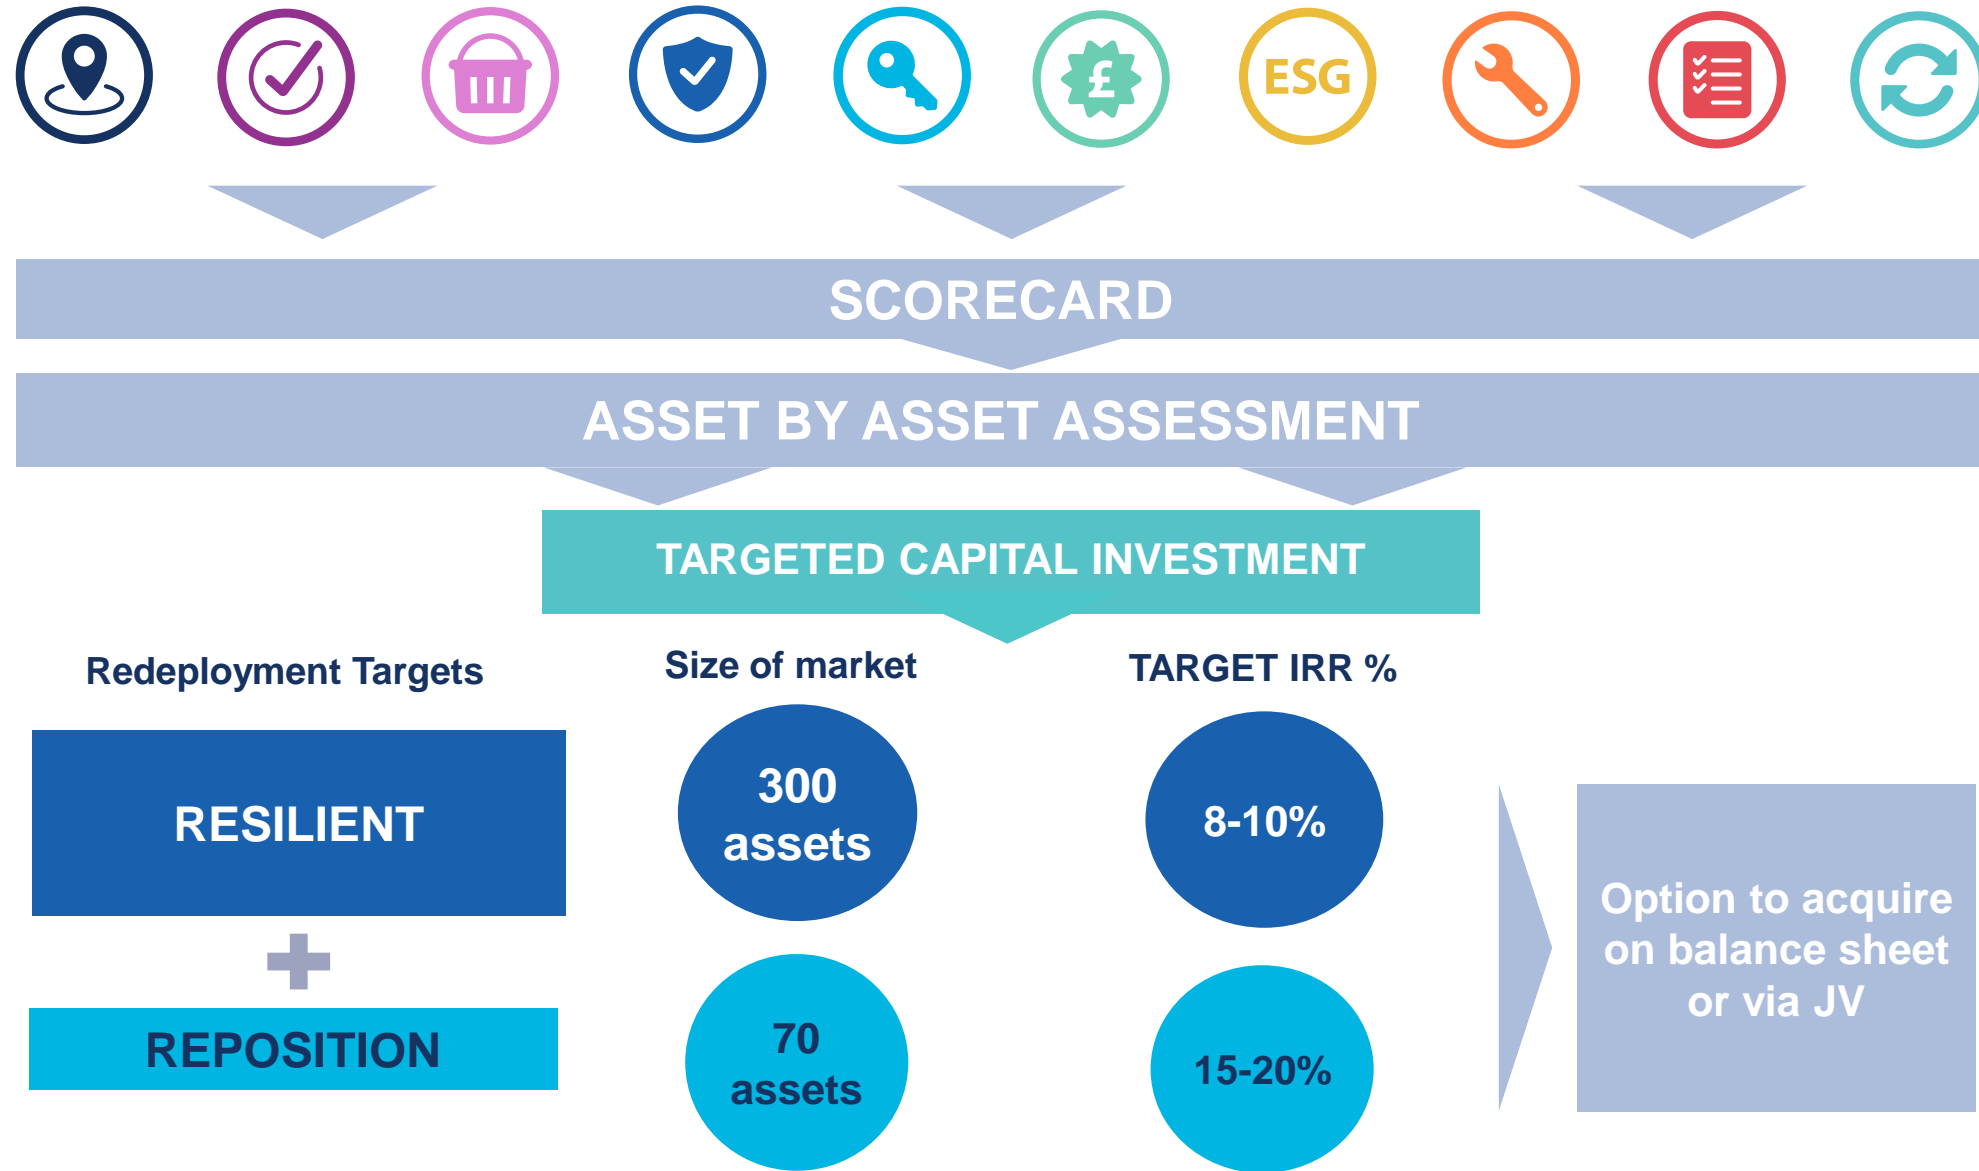 £
ESG
SCORECARD
ASSET BY ASSET ASSESSMENT
TARGETED CAPITAL INVESTMENT
Redeployment Targets
Size of market
TARGET IRR %
RESILIENT
300
assets
8-10%
REPOSITION
70
assets
15-20%
Option to acquire
on balance sheet
or via JV